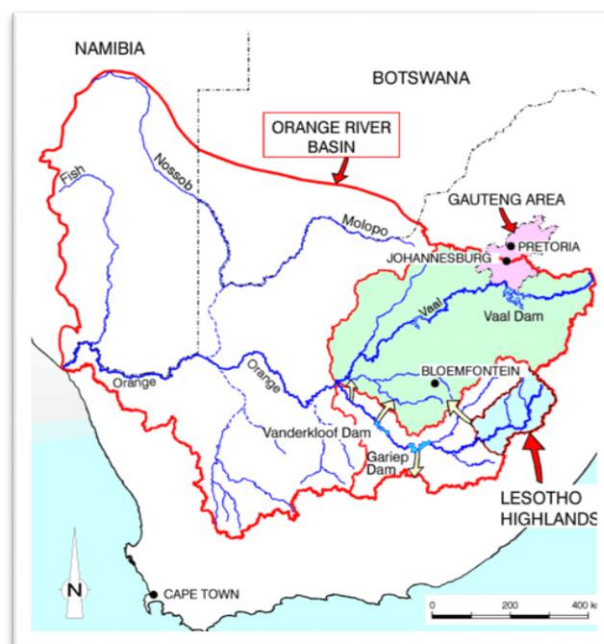 NAMIBIA
BOTSWANA
ORANGE RIVER
BASIN
Fish
Nossob
Molopo
GAUTENG AREA
PRETORIA
JOHANNESBURG
Vaal
Vaal Dam
BLOEMFONTEIN
Orange
Orange
Vanderkloof Dam
Gariep
Dam
LESOTHO
HIGHLANDS
N
CAPE TOWN
0 200 400 k